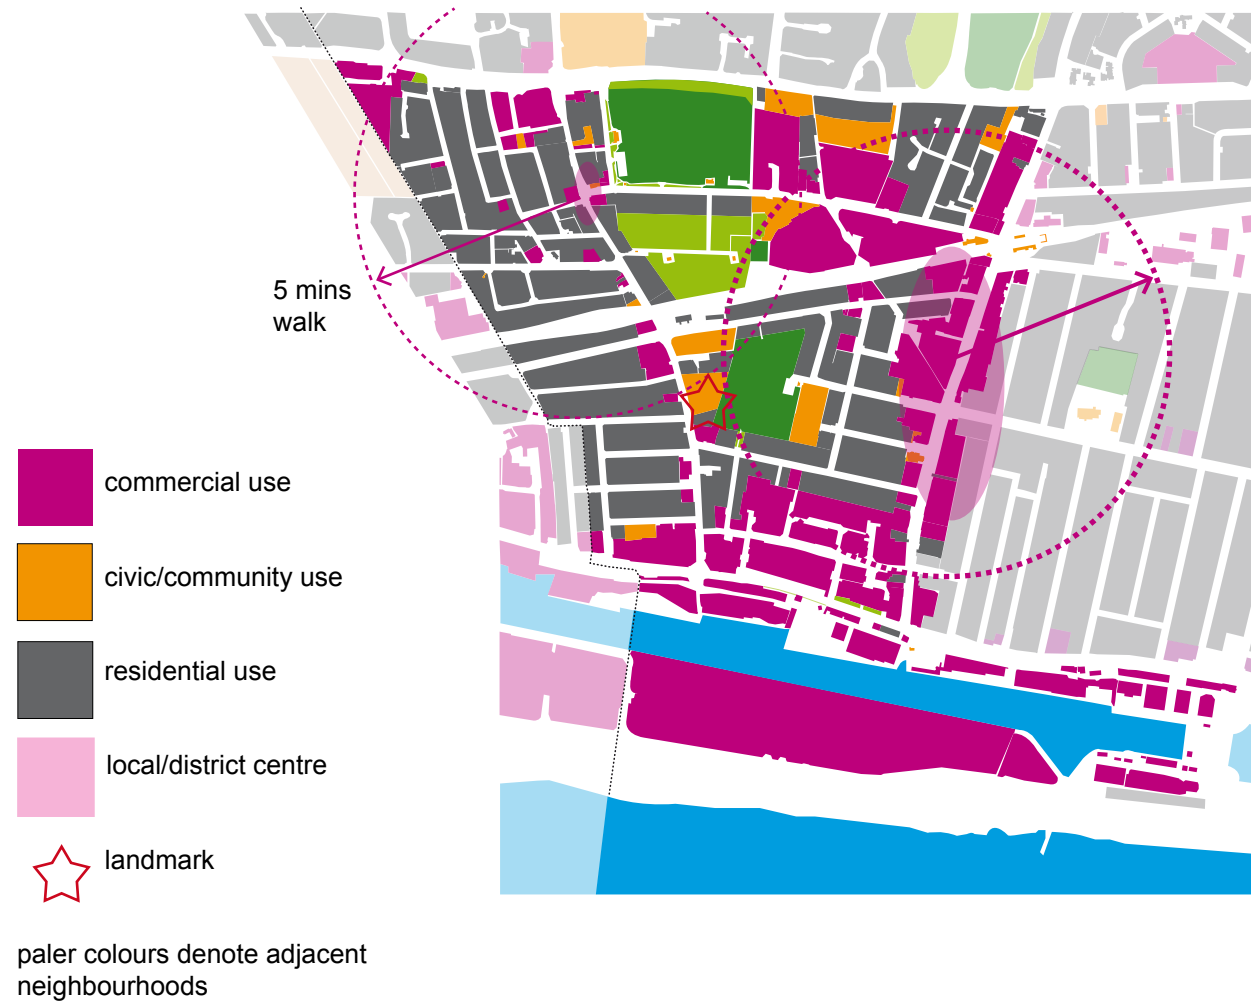 5 mins
walk
commercial use
civic/community use
residential use
local/district centre
landmark
paler colours denote adjacent
neighbourhoods